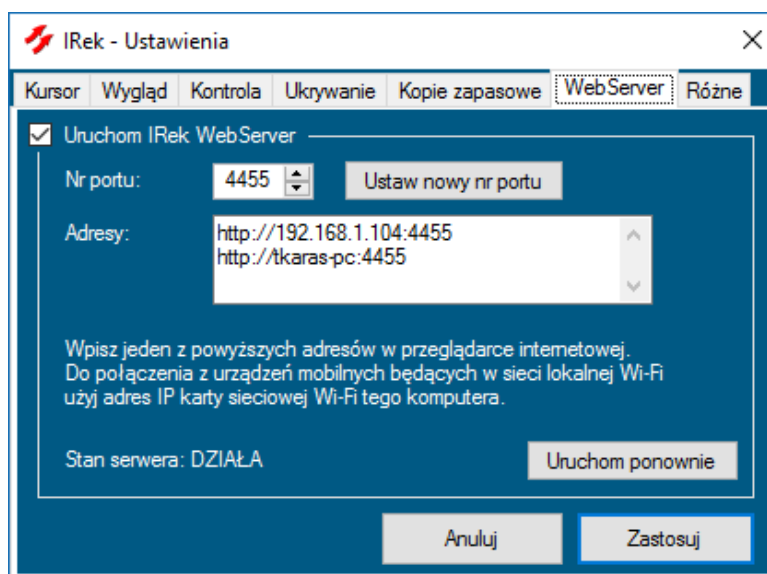 IRek - Ustawienia
Kursor Wygląd Kontrola Ukrywanie Kopie zapasowe WebServer Różne
Uruchom IRek WebServer
Nr portu: 4455 Ustaw nowy nr portu
Adresy: http://192.168.1.104:4455
http://tkaras-pc:4455
Wpisz jeden z powyższych adresów w przeglądarce internetowej.
Do połączenia z urządzeń mobilnych będących w sieci lokalnej Wi-Fi
użyj adres IP karty sieciowej Wi-Fi tego komputera.
Stan serwera: DZIAŁA Uruchom ponownie
Anuluj Zastosuj